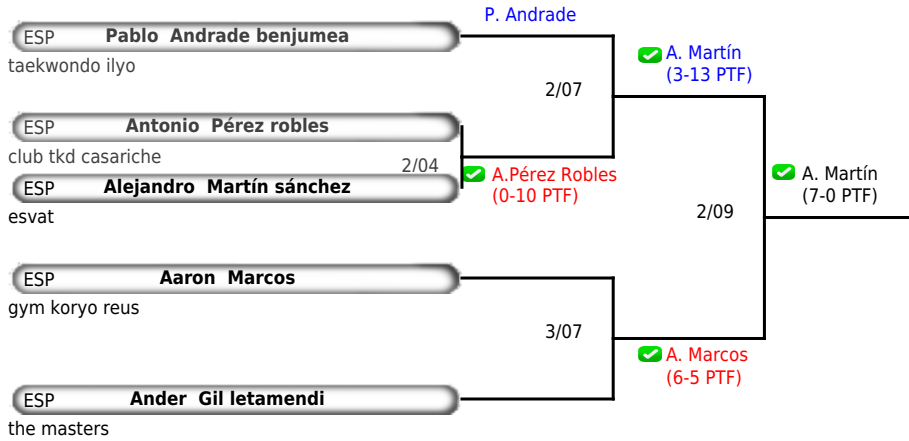 P. Andrade
ESP Pablo Andrade benjumea
taekwondo ilyo
A. Martín
(3-13 PTF)
2/07
ESP Antonio Pérez robles
club tkd casariche
2/04
A.Pérez Robles
(0-10 PTF)
A. Martín
(7-0 PTF)
ESP Alejandro Martín sánchez
esvat
2/09
ESP Aaron Marcos
gym koryo reus
3/07
A. Marcos
(6-5 PTF)
ESP Ander Gil letamendi
the masters